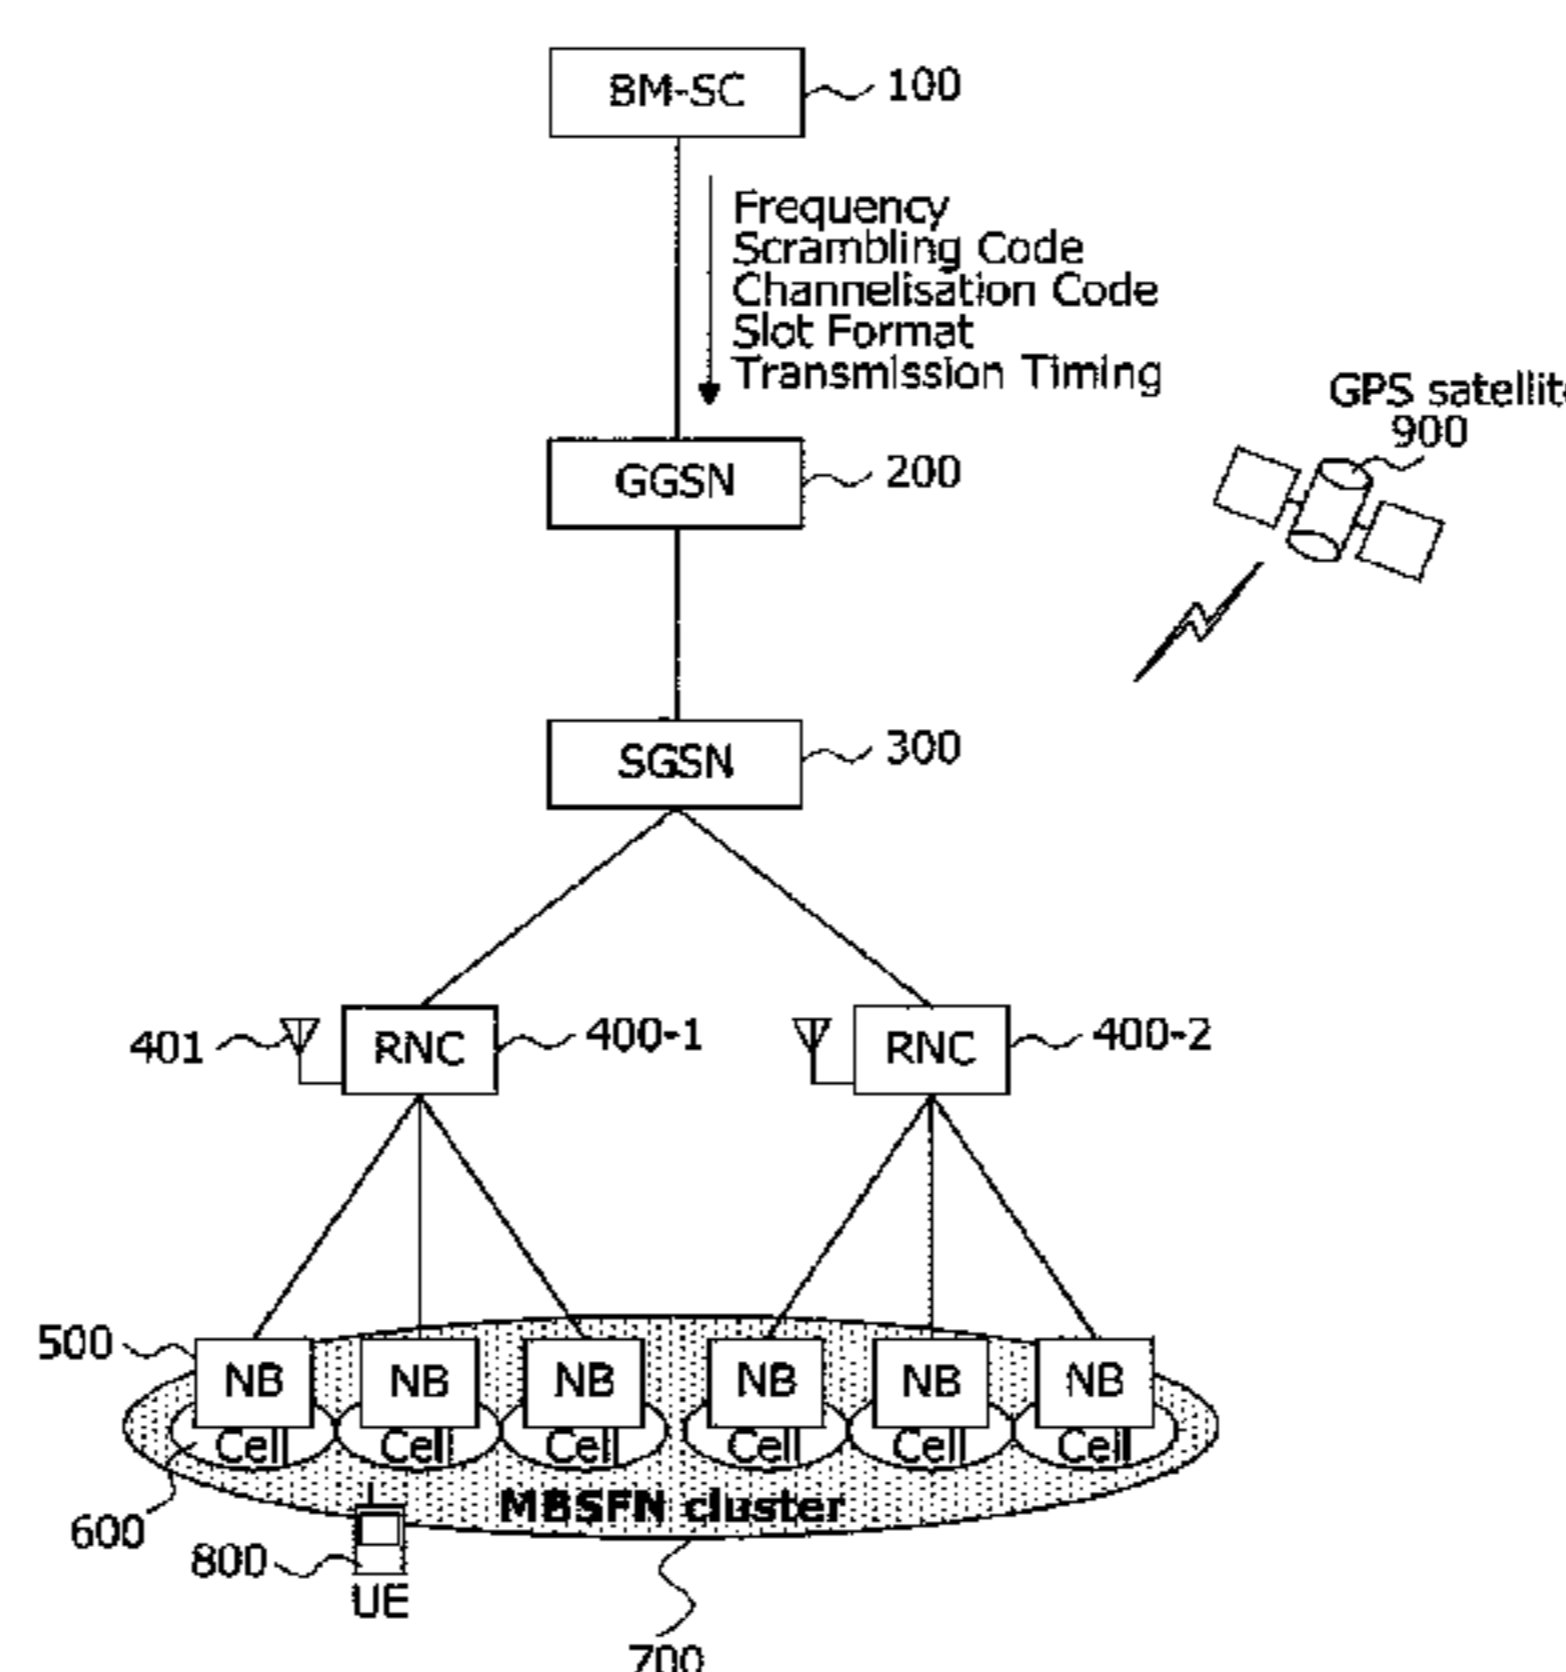 BM-SC 100
Frequency
Scrambling Code
Channelisation Code
Slot Format
Transmission Timing
GPS satellite
900
GGSN 200
SGSN 300
401 RNC 400-1 RNC 400-2
500 NB NB NB NB NB NB
Cell Cell Cell Cell Cell Cell
MBSFN cluster
600
800
UE
700